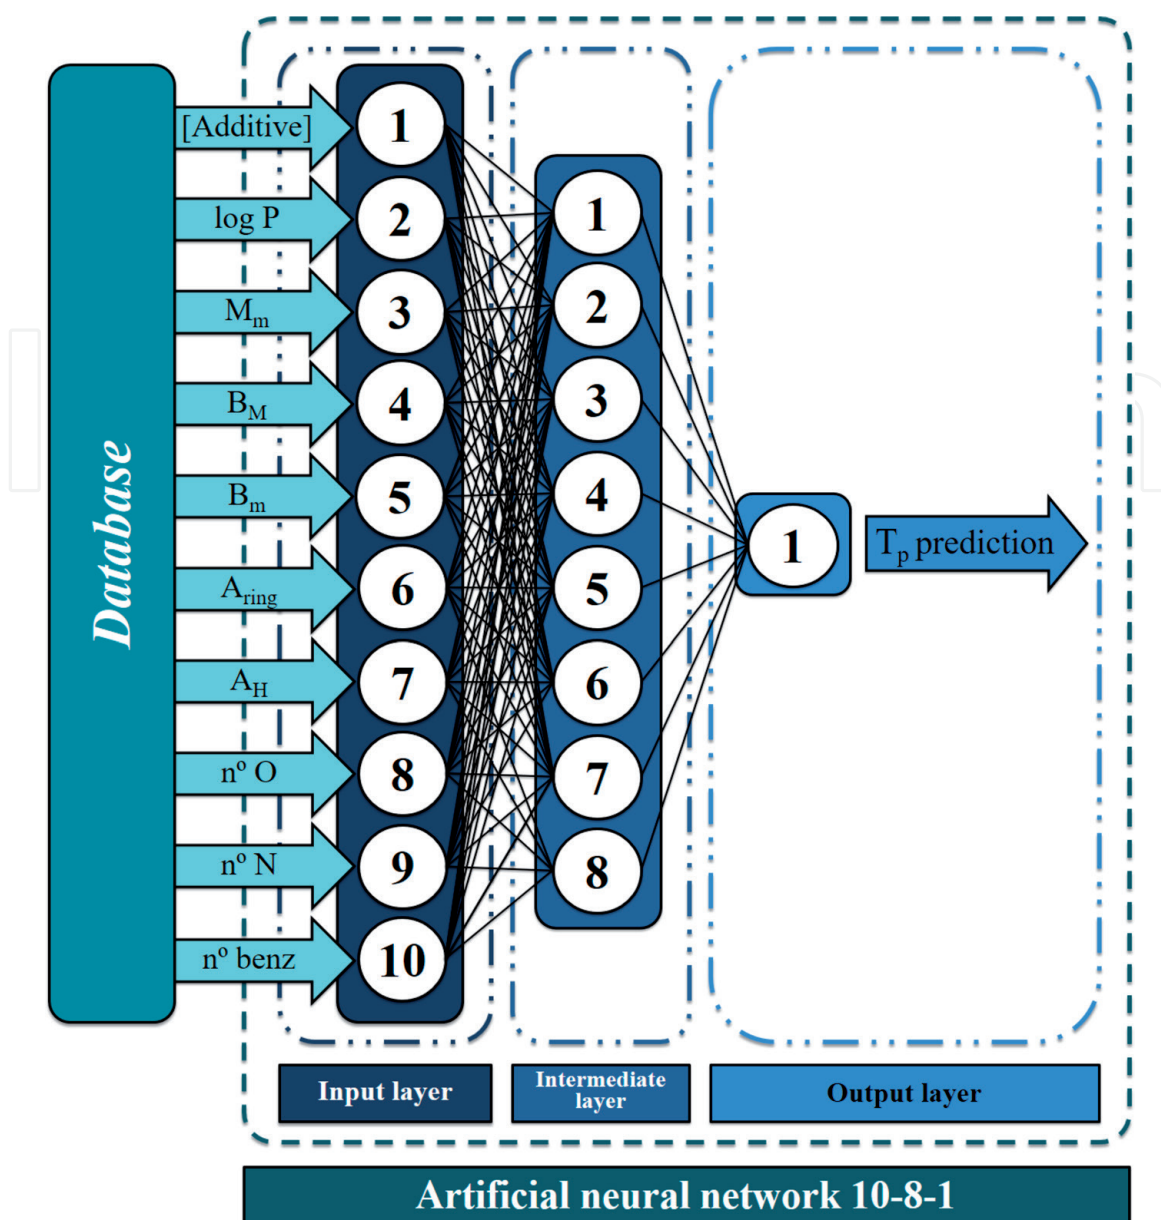 Database
[Additive]
log P
Mm
BM
Bm
Aring
AH
nº O
nº N
nº benz
1
2
3
4
5
6
7
8
9
10
1
2
3
4
5
6
7
8
1
Tp prediction
Input layer
Intermediate
layer
Output layer
Artificial neural network 10-8-1